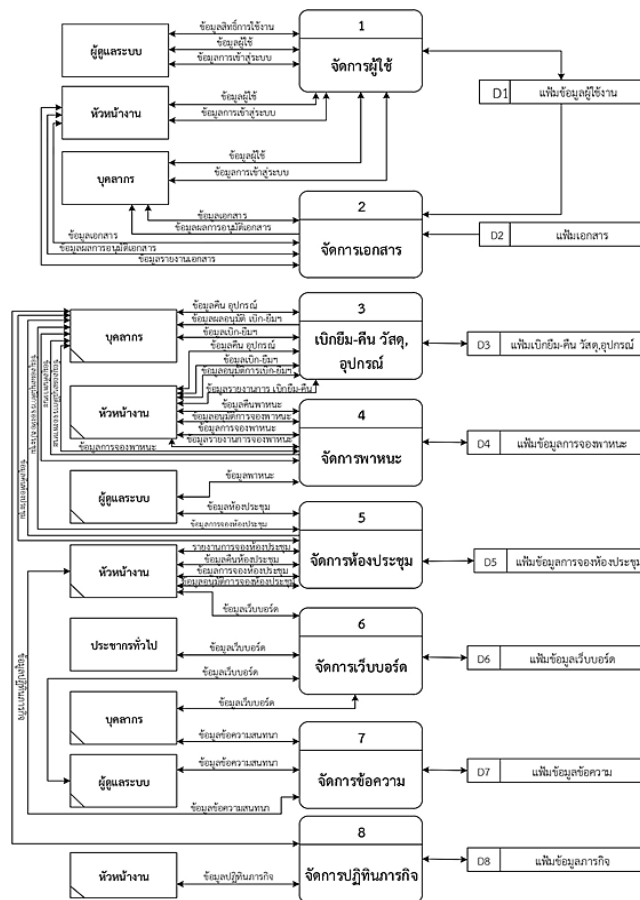 1
จัดการผู้ใช้
ผู้ดูแลระบบ
ข้อมูลสิทธิ์การใช้งาน
ข้อมูลผู้ใช้
ข้อมูลการเข้าสู่ระบบ
D1
แฟ้มข้อมูลผู้ใช้งาน
หัวหน้างาน
ข้อมูลผู้ใช้
ข้อมูลการเข้าสู่ระบบ
บุคลากร
ข้อมูลผู้ใช้
ข้อมูลการเข้าสู่ระบบ
2
จัดการเอกสาร
ข้อมูลเอกสาร
ข้อมูลผลการอนุมัติเอกสาร
ข้อมูลเอกสาร
ข้อมูลผลการอนุมัติเอกสาร
ข้อมูลรายงานเอกสาร
D2
แฟ้มเอกสาร
บุคลากร
ข้อมูลคืน อุปกรณ์
ข้อมูลผลอนุมัติ เบิก-ยืมฯ
ข้อมูลเบิก-ยืมฯ
3
เบิกยืม-คืน วัสดุ,
อุปกรณ์
D3
แฟ้มเบิกยืม-คืน วัสดุ,อุปกรณ์
ข้อมูลคืน อุปกรณ์
ข้อมูลเบิก-ยืมฯ
ข้อมูลอนุมัติการเบิก-ยืมฯ
ข้อมูลรายงานการ เบิกยืม-คืน
หัวหน้างาน
ข้อมูลคืนพาหนะ
ข้อมูลอนุมัติการจองพาหนะ
ข้อมูลการจองพาหนะ
ข้อมูลรายงานการจองพาหนะ
ข้อมูลการจองพาหนะ
4
จัดการพาหนะ
D4
แฟ้มข้อมูลการจองพาหนะ
ผู้ดูแลระบบ
ข้อมูลพาหนะ
ข้อมูลห้องประชุม
ข้อมูลการจองห้องประชุม
5
จัดการห้องประชุม
D5
แฟ้มข้อมูลการจองห้องประชุม
หัวหน้างาน
รายงานการจองห้องประชุม
ข้อมูลคืนห้องประชุม
ข้อมูลการจองห้องประชุม
ข้อมูลอนุมัติการจองห้องประชุม
ข้อมูลเว็บบอร์ด
6
จัดการเว็บบอร์ด
D6
แฟ้มข้อมูลเว็บบอร์ด
ประชากรทั่วไป
ข้อมูลเว็บบอร์ด
ข้อมูลเว็บบอร์ด
บุคลากร
ข้อมูลเว็บบอร์ด
ข้อมูลข้อความสนทนา
7
จัดการข้อความ
D7
แฟ้มข้อมูลข้อความ
ผู้ดูแลระบบ
ข้อมูลข้อความสนทนา
ข้อมูลข้อความสนทนา
8
จัดการปฏิทินภารกิจ
D8
แฟ้มข้อมูลภารกิจ
หัวหน้างาน
ข้อมูลปฏิทินภารกิจ
ข้อมูลคืนห้องประชุม
ข้อมูลปฏิทินภารกิจ